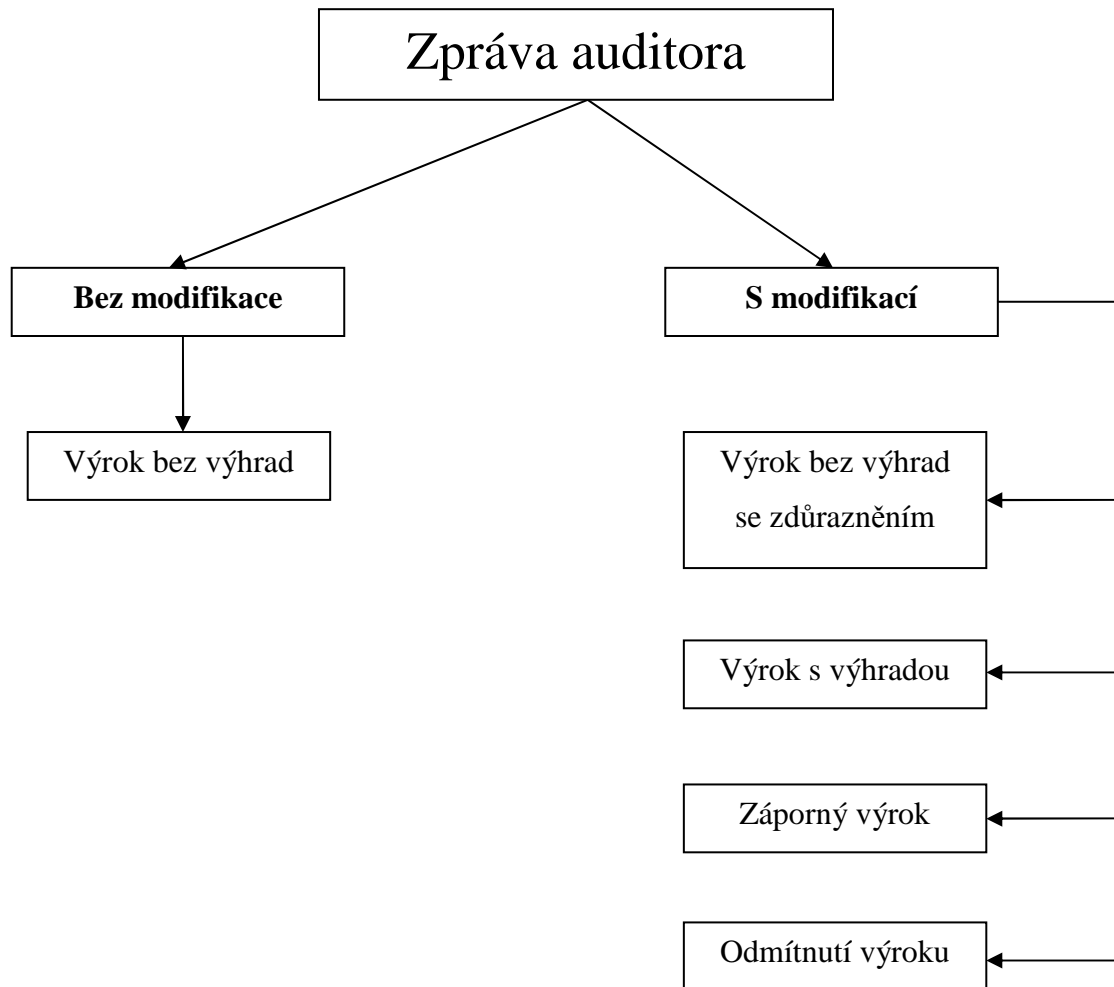 Zpráva auditora
Bez modifikace
S modifikací
Výrok bez výhrad
Výrok bez výhrad
se zdůrazněním
Výrok s výhradou
Záporný výrok
Odmítnutí výroku